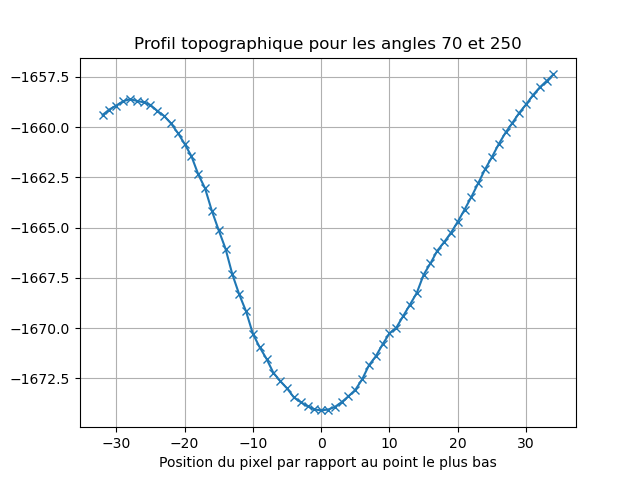 Profil topographique pour les angles 70 et 250
−1657.5
−1660.0
−1662.5
−1665.0
−1667.5
−1670.0
−1672.5
−30 −20 −10 0 10 20 30
Position du pixel par rapport au point le plus bas